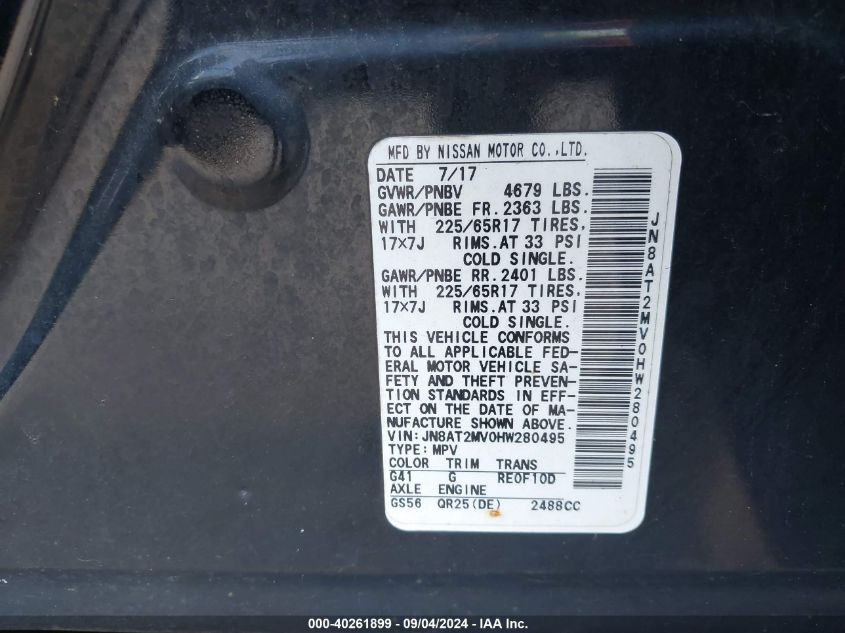 MFD BY NISSAN MOTOR CO.,LTD.
DATE 7/17
GVWR/PNBV 4679 LBS.
GAWR/PNBE FR. 2363 LBS.
WITH 225/65R17 TIRES,
17×7J RIMS.AT 33 PSI
COLD SINGLE.
GAWR/PNBE RR. 2401 LBS.
WITH 225/65R17 TIRES,
17×7J RIMS.AT 33 PSI
COLD SINGLE.
THIS VEHICLE CONFORMS
TO ALL APPLICABLE FED-
ERAL MOTOR VEHICLE SA-
FETY AND THEFT PREVEN-
TION STANDARDS IN EFF-
ECT ON THE DATE OF MA-
NUFACTURE SHOWN ABOVE.
VIN:JN8AT2MV0HW280495
TYPE:MPV
COLOR TRIM TRANS
G41 G RE0F10D
AXLE ENGINE
GS56 QR25(DE) 2488CC
JN8AT2MV0HW280495
000-40261899 - 09/04/2024 - IAA Inc.